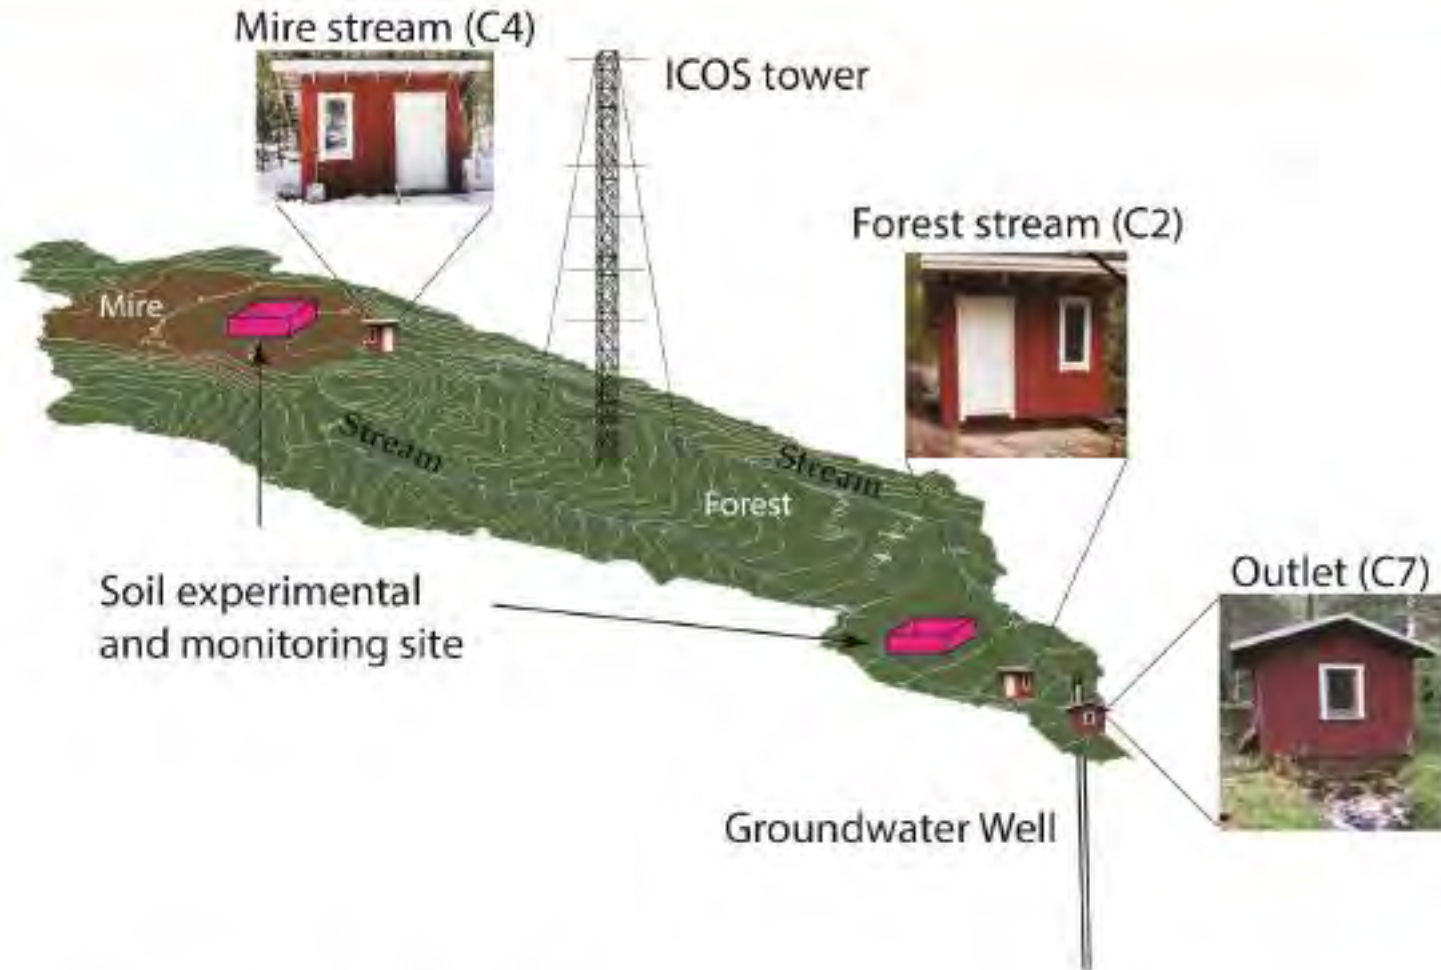 Mire stream (C4)
ICOS tower
Forest stream (C2)
Mire
Stream
Stream
Forest
Outlet (C7)
Soil experimental
and monitoring site
Groundwater Well